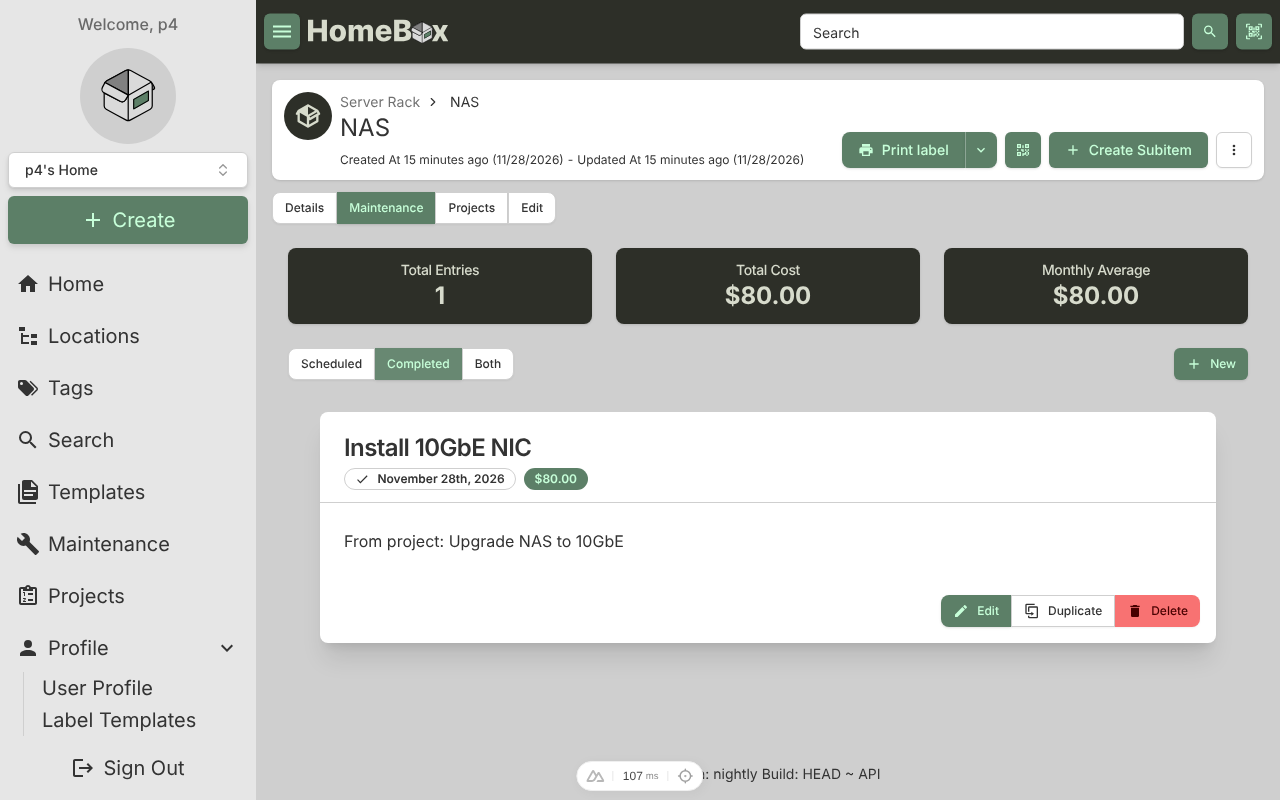 Welcome, p4
p4's Home
Create
Home
Locations
Tags
Search
Templates
Maintenance
Projects
Profile
User Profile
Label Templates
Sign Out
HomeBox
Search
Server Rack NAS
NAS
Created At 15 minutes ago (11/28/2026) - Updated At 15 minutes ago (11/28/2026)
Print label
Create Subitem
Details Maintenance Projects Edit
Total Entries
1
Total Cost
$80.00
Monthly Average
$80.00
Scheduled Completed Both
New
Install 10GbE NIC
November 28th, 2026 $80.00
From project: Upgrade NAS to 10GbE
Edit Duplicate Delete
107 ms
nightly Build: HEAD ~ API